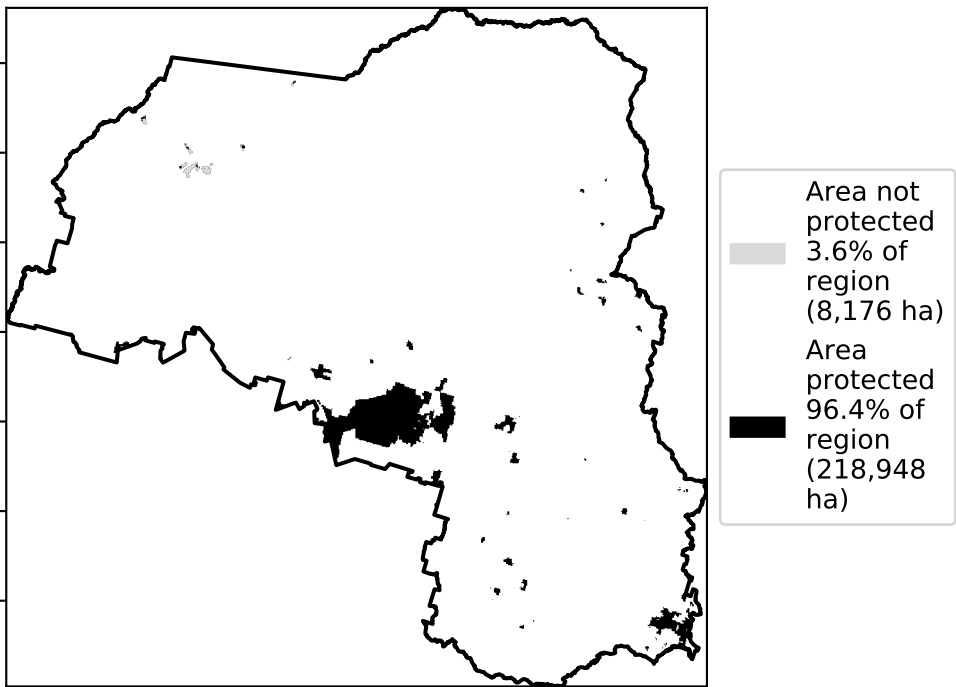 Area not
protected
3.6% of
region
(8,176 ha)
Area
protected
96.4% of
region
(218,948
ha)